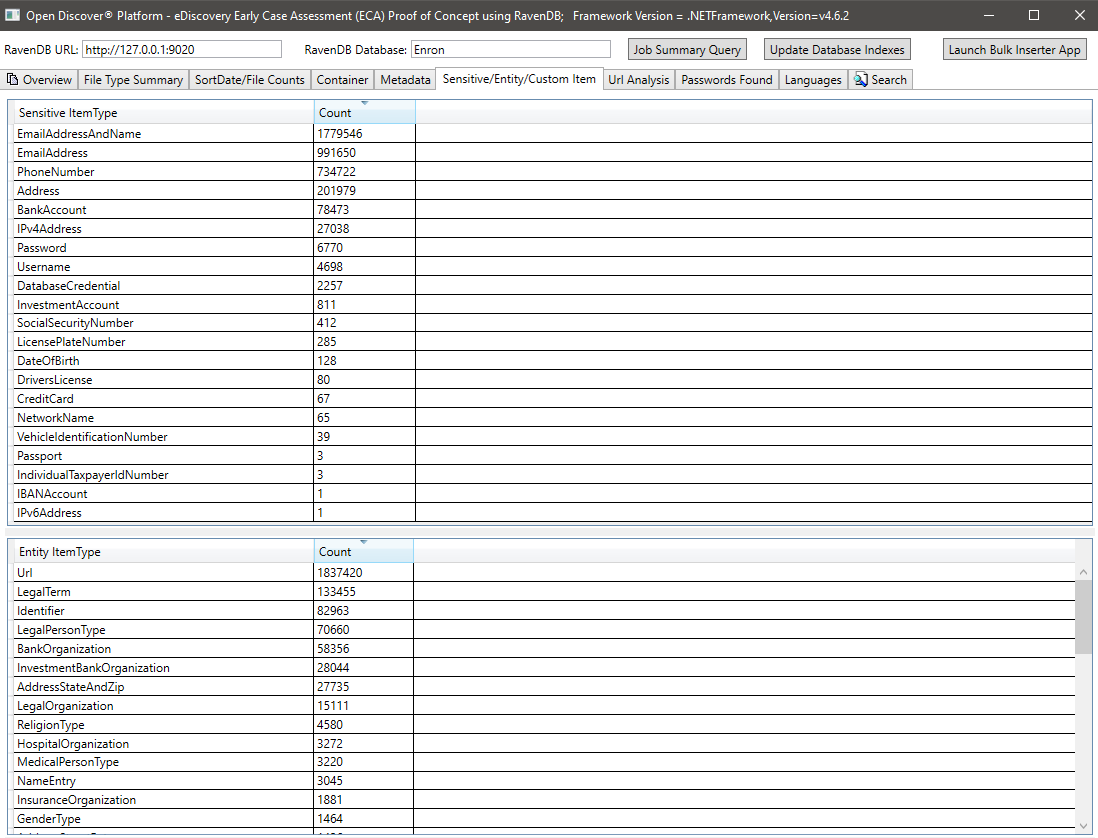 Open Discover® Platform - eDiscovery Early Case Assessment (ECA) Proof of Concept using RavenDB;   Framework Version = .NETFramework,Version=v4.6.2
RavenDB URL: http://127.0.0.1:9020 RavenDB Database: Enron Job Summary Query Update Database Indexes Launch Bulk Inserter App
Overview File Type Summary SortDate/File Counts Container Metadata Sensitive/Entity/Custom Item Url Analysis Passwords Found Languages Search
Sensitive ItemType Count
EmailAddressAndName 1779546
EmailAddress 991650
PhoneNumber 734722
Address 201979
BankAccount 78473
IPv4Address 27038
Password 6770
Username 4698
DatabaseCredential 2257
InvestmentAccount 811
SocialSecurityNumber 412
LicensePlateNumber 285
DateOfBirth 128
DriversLicense 80
CreditCard 67
NetworkName 65
VehicleIdentificationNumber 39
Passport 3
IndividualTaxpayerIdNumber 3
IBANAccount 1
IPv6Address 1
Entity ItemType Count
Url 1837420
LegalTerm 133455
Identifier 82963
LegalPersonType 70660
BankOrganization 58356
InvestmentBankOrganization 28044
AddressStateAndZip 27735
LegalOrganization 15111
ReligionType 4580
HospitalOrganization 3272
MedicalPersonType 3220
NameEntry 3045
InsuranceOrganization 1881
GenderType 1464